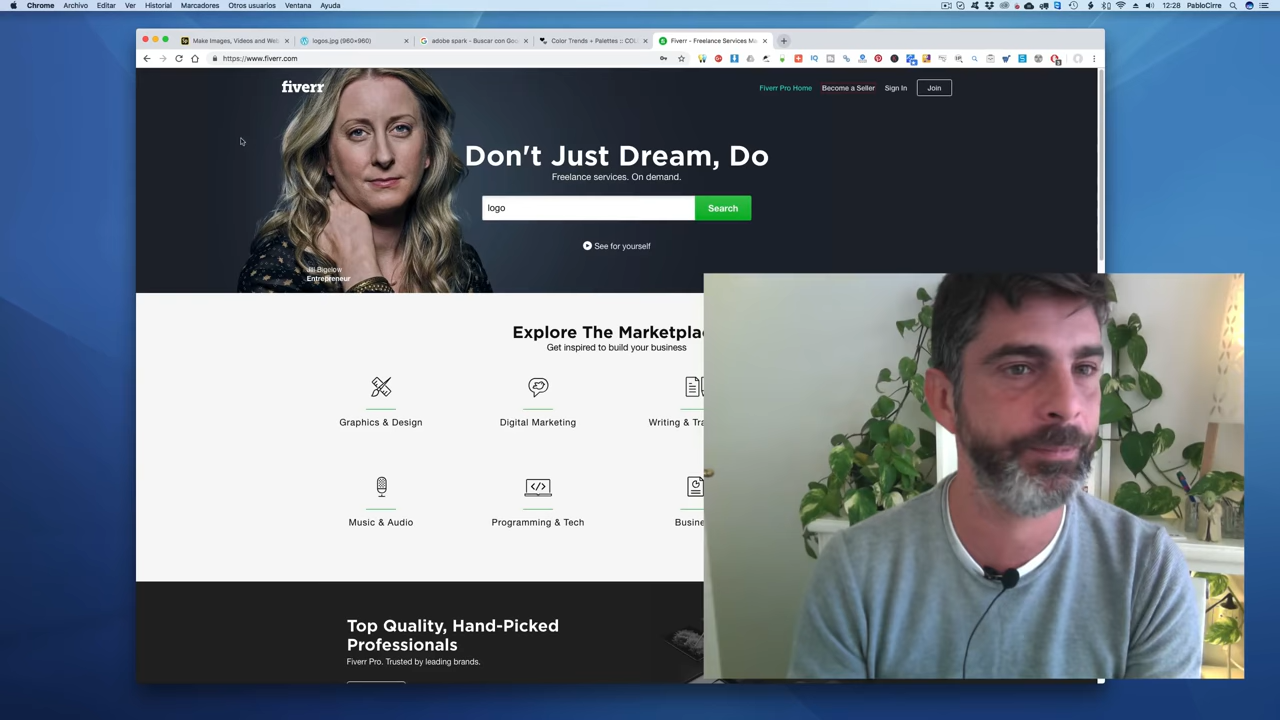 Chrome Archivo Editar Ver Historial Marcadores Otros usuarios Ventana Ayuda
12:28 PabloCirre
Make Images, Videos and Web
logos.jpg (960×960)
adobe spark - Buscar con Goo
Color Trends + Palettes :: COL
Fiverr - Freelance Services Ma
https://www.fiverr.com
fiverr
Fiverr Pro Home Become a Seller Sign In Join
Don't Just Dream, Do
Freelance services. On demand.
logo Search
See for yourself
Jill Bigelow
Entrepreneur
Explore The Marketplac
Get inspired to build your business
Graphics & Design Digital Marketing Writing & Tra
Music & Audio Programming & Tech Busine
Top Quality, Hand-Picked
Professionals
Fiverr Pro. Trusted by leading brands.